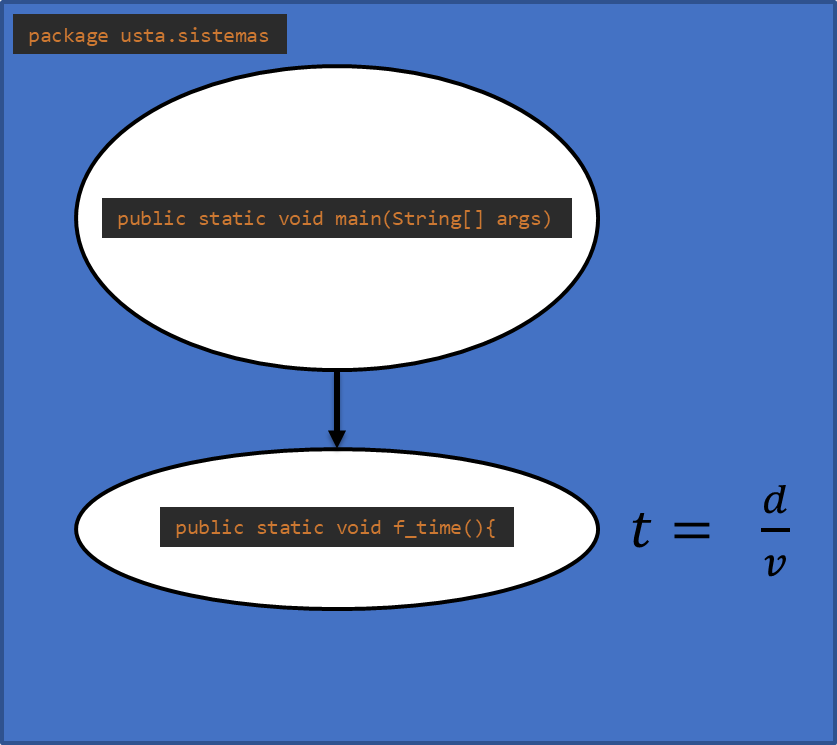 package usta.sistemas
public static void main(String[] args)
public static void f_time(){
t = d/v